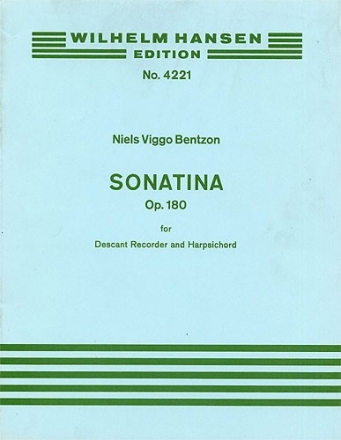 WILHELM HANSEN
EDITION
No. 4221
Niels Viggo Bentzon
SONATINA
Op. 180
for
Descant Recorder and Harpsichord